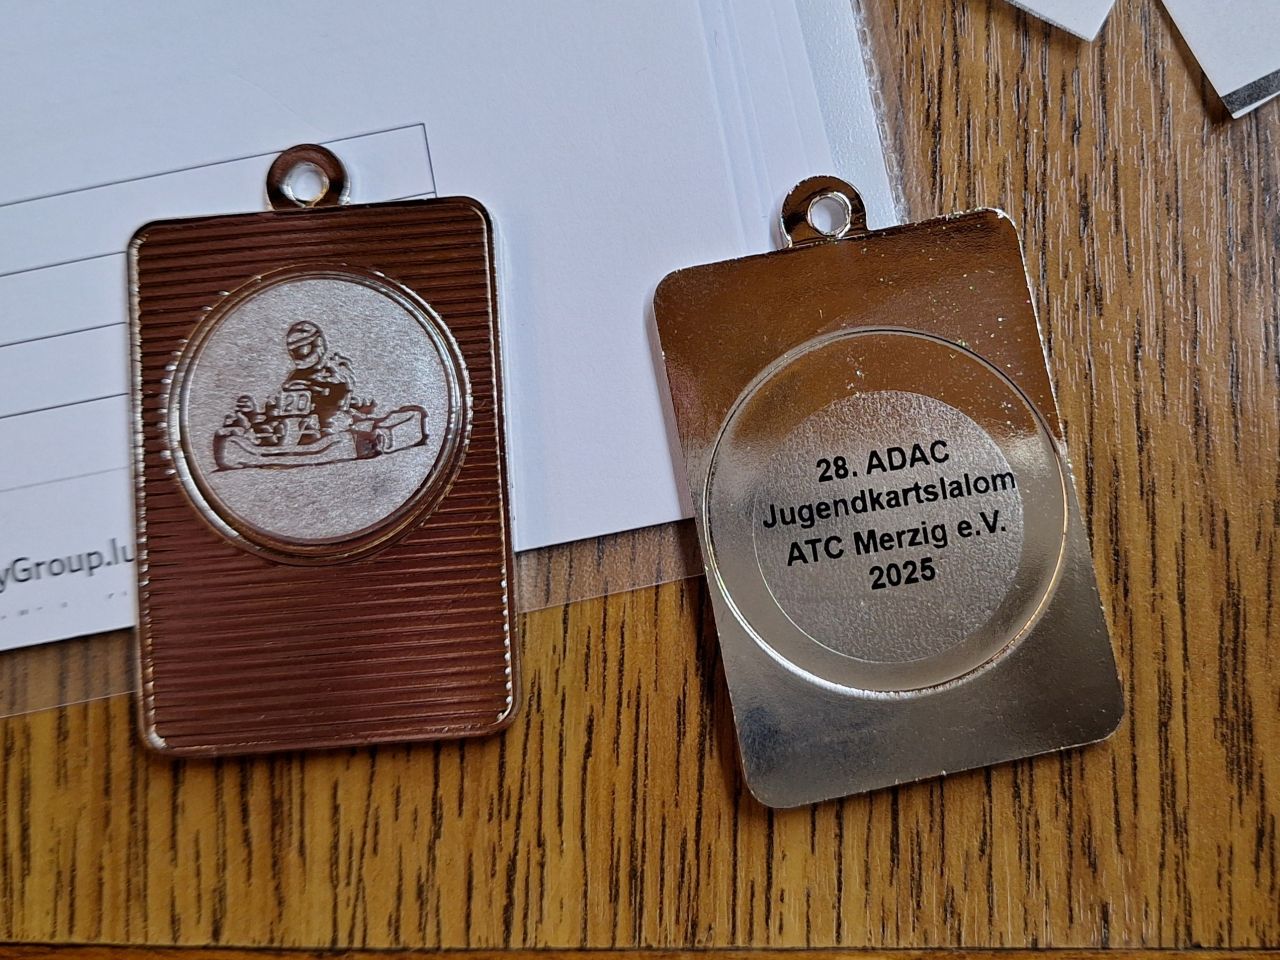 20
28. ADAC
Jugendkartslalom
ATC Merzig e.V.
2025
yGroup.lu